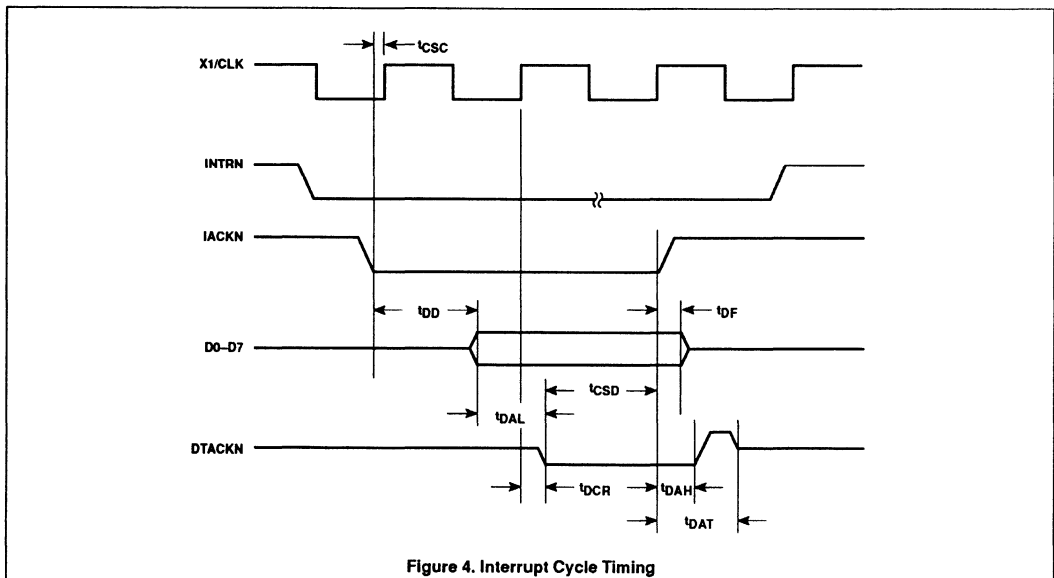 tCSC
X1/CLK
INTRN
IACKN
tDD
tDF
D0–D7
tCSD
tDAL
DTACKN
tDCR
tDAH
tDAT
Figure 4. Interrupt Cycle Timing